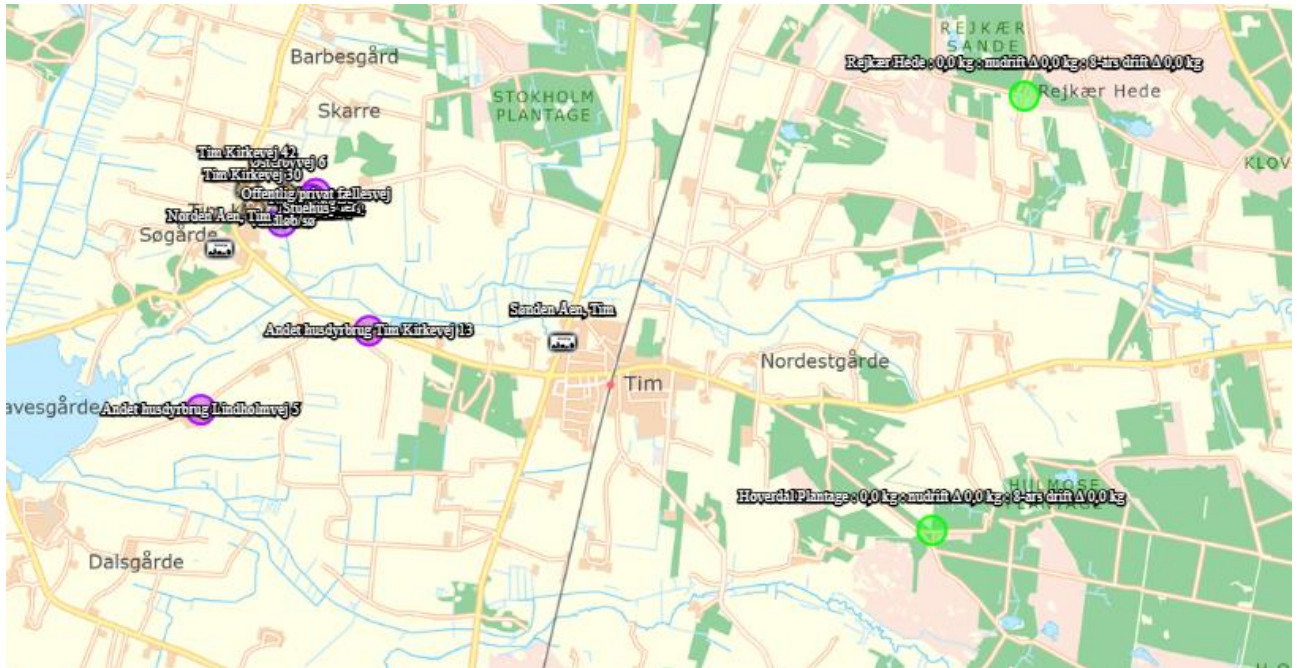 REJKÆR
SANDE
Barbesgård
Rejkær Hede : 0,0 kg : nudrift Δ 0,0 kg : 8-års drift Δ 0,0 kg
STOKHOLM
PLANTAGE
Rejkær Hede
Skarre
KLOV
Tim Kirkevej 42
Tim Kirkevej 30
Offentlig/privat fællesvej
Norden Åen, Tim
Søgårde
Sønden Åen, Tim
Andet husdyrbrug Tim Kirkevej 13
Nordestgårde
Tim
avesgårde
Andet husdyrbrug Lindholmvej 5
HULMOSE
Høverdal Plantage : 0,0 kg : nudrift Δ 0,0 kg : 8-års drift Δ 0,0 kg
Dalsgårde